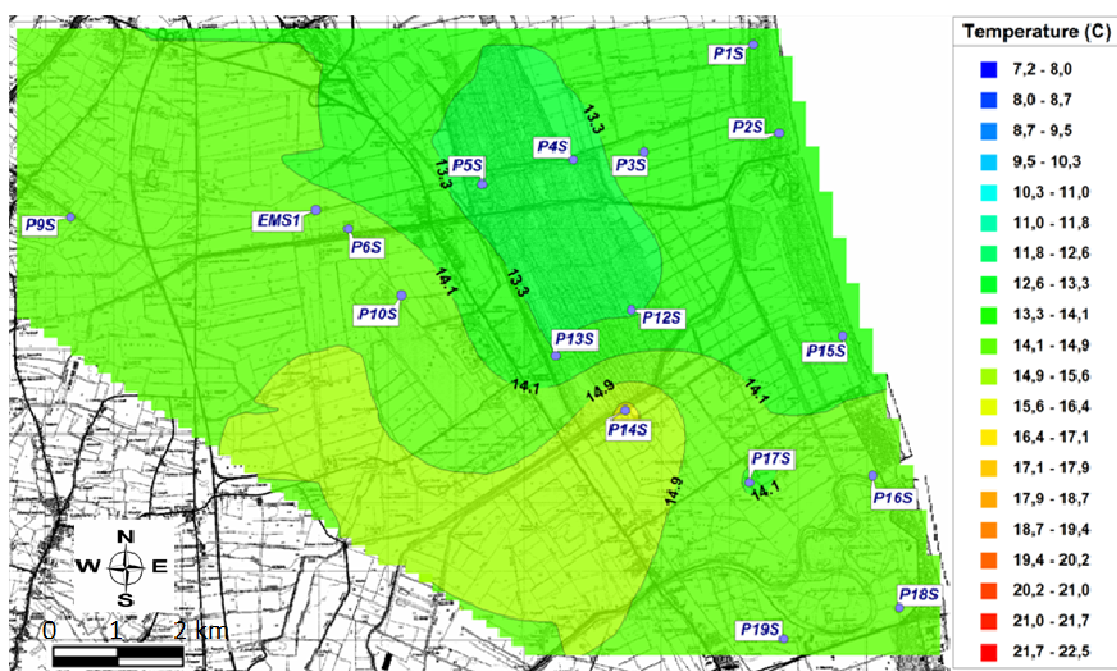 Temperature (C)
7,2 - 8,0
8,0 - 8,7
8,7 - 9,5
9,5 - 10,3
10,3 - 11,0
11,0 - 11,8
11,8 - 12,6
12,6 - 13,3
13,3 - 14,1
14,1 - 14,9
14,9 - 15,6
15,6 - 16,4
16,4 - 17,1
17,1 - 17,9
17,9 - 18,7
18,7 - 19,4
19,4 - 20,2
20,2 - 21,0
21,0 - 21,7
21,7 - 22,5
P1S
P2S
13,3
P4S
P3S
P5S
13,3
P9S
EMS1
P6S
14,1
13,3
P10S
P12S
P13S
P15S
14,1
14,9
14,1
P14S
P17S
14,9
14,1
P16S
N
W E
S
P18S
0 1 2 km
P19S